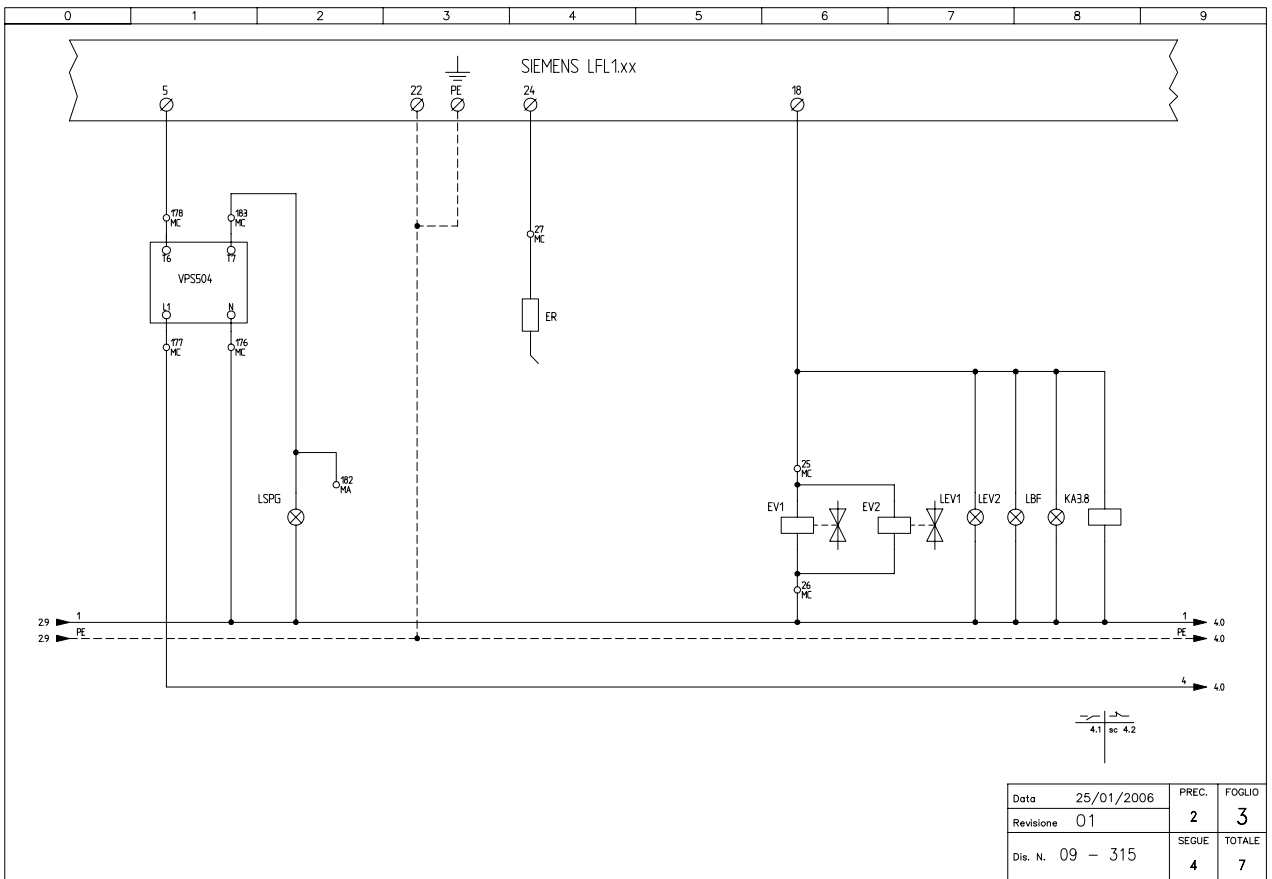 0 1 2 3 4 5 6 7 8 9
SIEMENS LFL1.xx
5 22 PE 24 18
178
MC
183
MC
T6 T7
VPS504
L1 N
177
MC
176
MC
27
MC
ER
LSPG
182
MA
25
MC
EV1 EV2 LEV1 LEV2 LBF KA3.8
26
MC
2.9 1 1 4.0
2.9 PE PE 4.0
4 4.0
4.1 sc 4.2
Data 25/01/2006
Revisione 01
Dis. N. 09 - 315
PREC. FOGLIO
2 3
SEGUE TOTALE
4 7